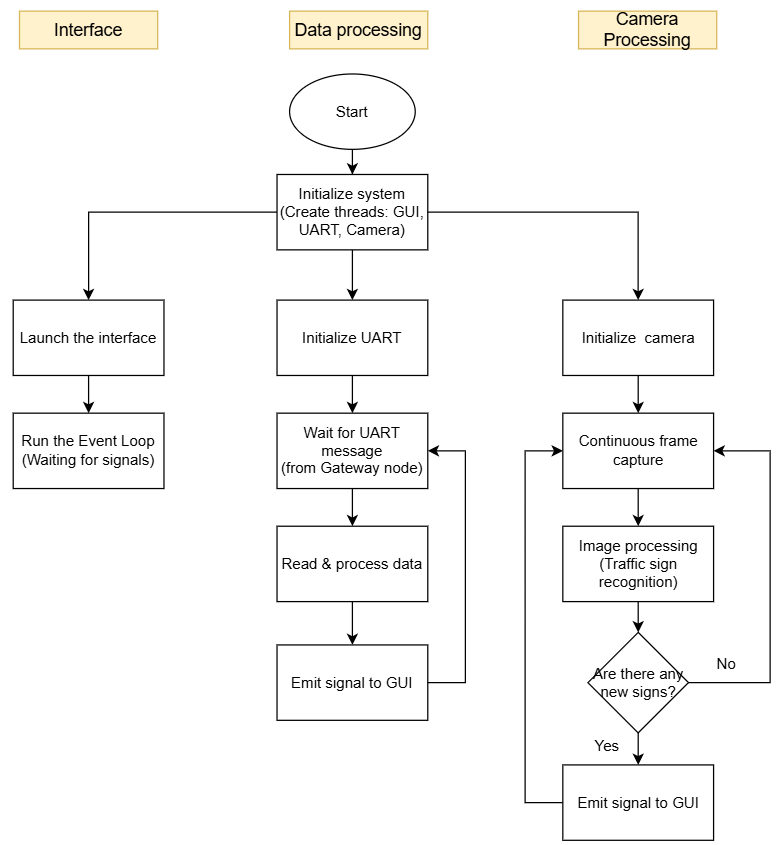 Interface
Data processing
Camera
Processing
Start
Initialize system
(Create threads: GUI,
UART, Camera)
Launch the interface
Initialize UART
Initialize  camera
Run the Event Loop
(Waiting for signals)
Wait for UART
message
(from Gateway node)
Continuous frame
capture
Read & process data
Image processing
(Traffic sign
recognition)
Emit signal to GUI
Are there any
new signs?
No
Yes
Emit signal to GUI